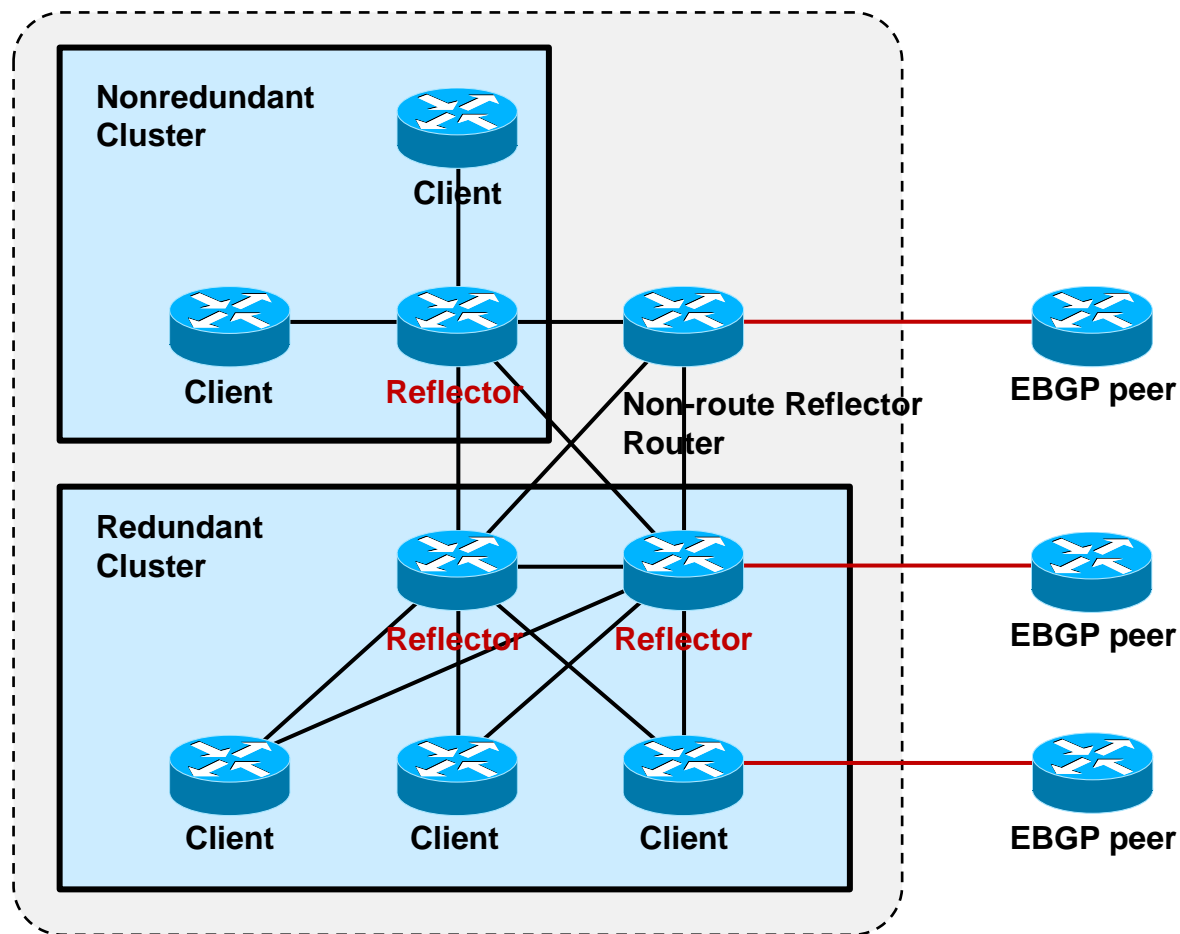 Nonredundant
Cluster
Client
Client
Reflector
Non-route Reflector
Router
EBGP peer
Redundant
Cluster
Reflector
Reflector
EBGP peer
Client
Client
Client
EBGP peer